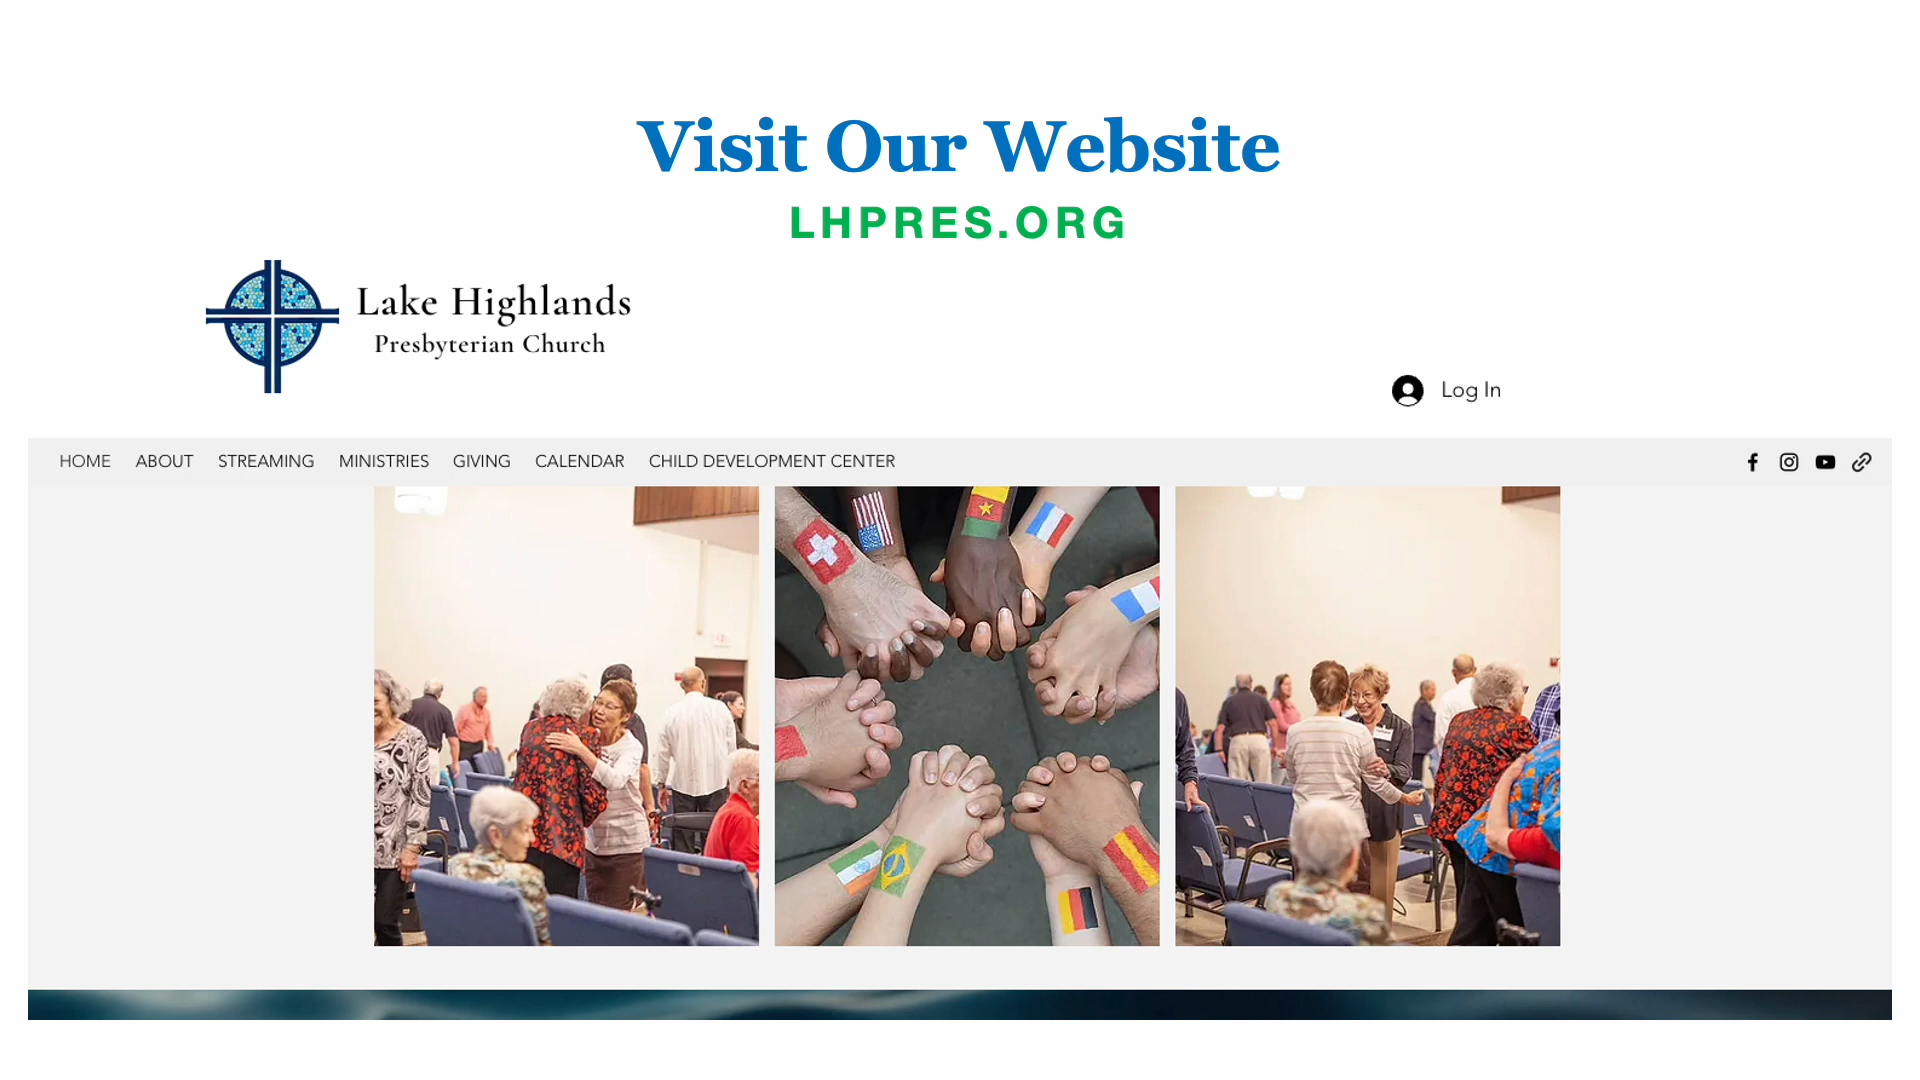 Visit Our Website
LHPRES.ORG
Lake Highlands
Presbyterian Church
Log In
HOME ABOUT STREAMING MINISTRIES GIVING CALENDAR CHILD DEVELOPMENT CENTER